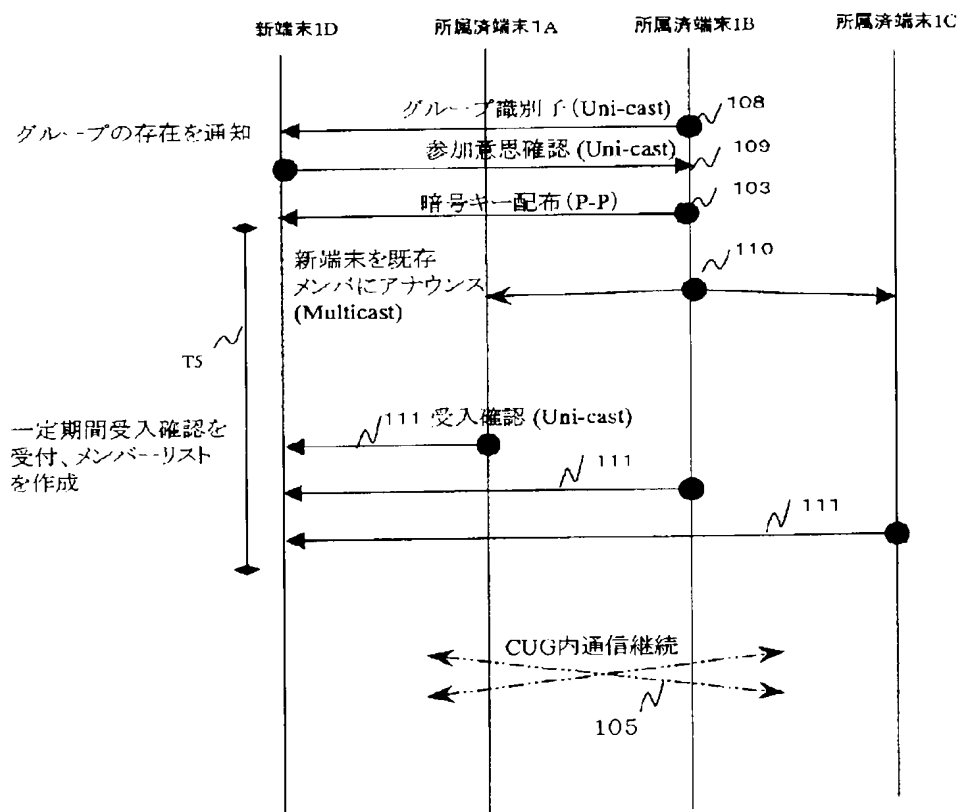 新端末1D
所属済端末1A
所属済端末1B
所属済端末1C
グループ識別子(Uni-cast)
108
グループの存在を通知
参加意思確認 (Uni-cast)
109
暗号キー配布(P-P)
103
新端末を既存
メンバにアナウンス
(Multicast)
110
T5
111 受入確認 (Uni-cast)
一定期間受入確認を
受付、メンバーリスト
を作成
111
111
CUG内通信継続
105